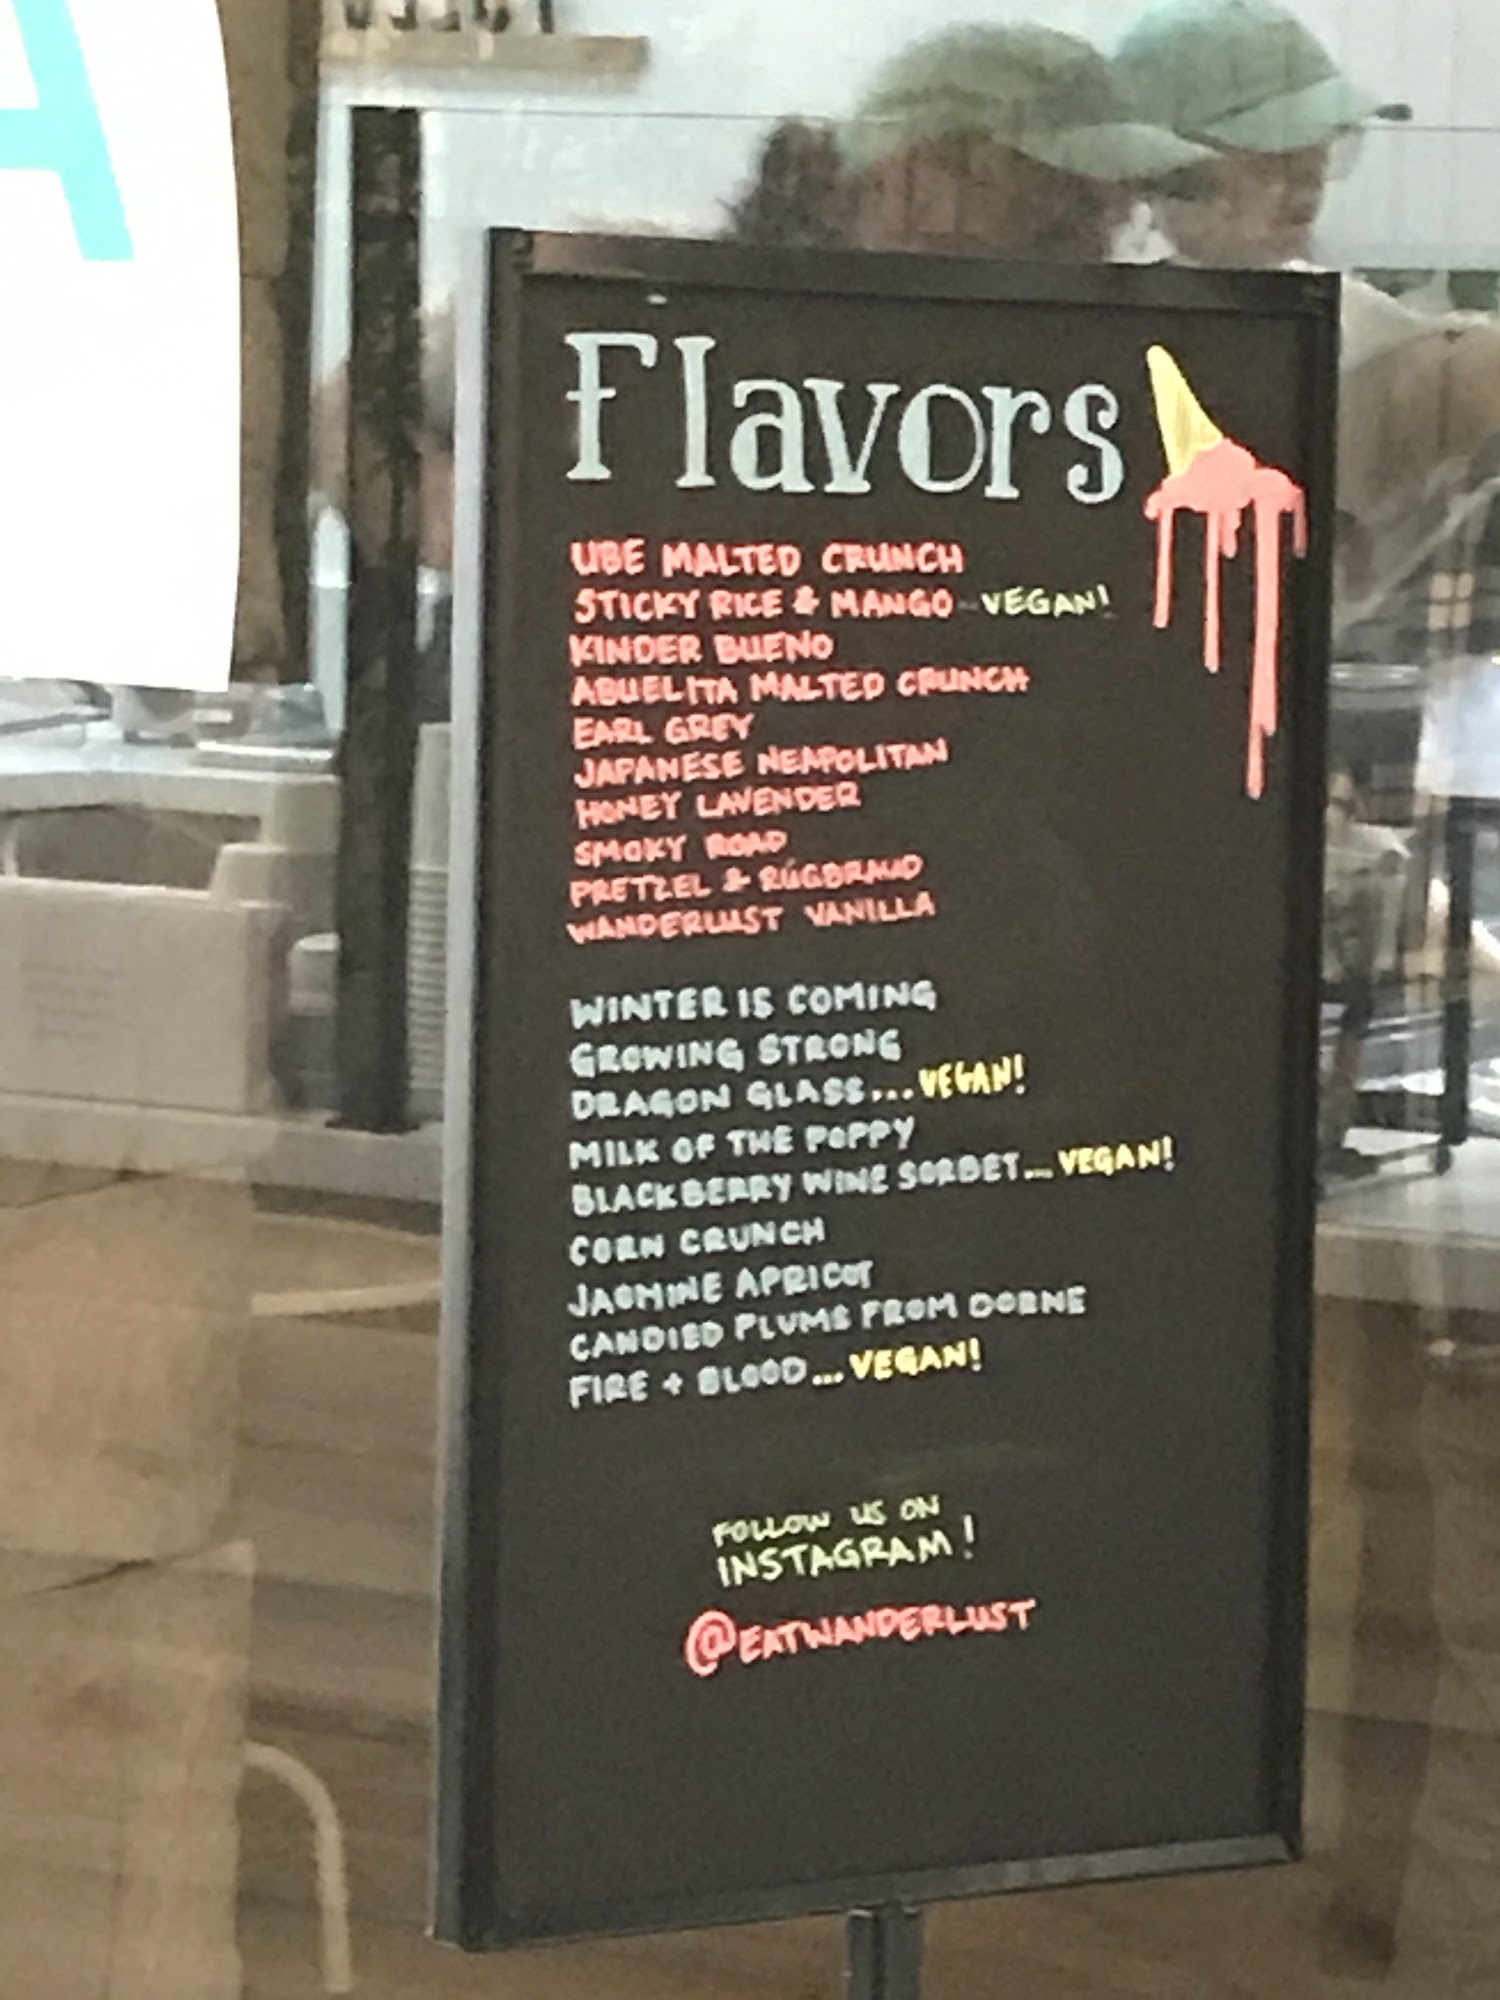 A
Flavors
UBE MALTED CRUNCH
STICKY RICE & MANGO - VEGAN!
KINDER BUENO
ABUELITA MALTED CRUNCH
EARL GREY
JAPANESE NEAPOLITAN
HONEY LAVENDER
SMOKY ROAD
PRETZEL & RÚGBRAUD
WANDERLUST VANILLA
WINTER IS COMING
GROWING STRONG
DRAGON GLASS... VEGAN!
MILK OF THE POPPY
BLACKBERRY WINE SORBET... VEGAN!
CORN CRUNCH
JASMINE APRICOT
CANDIED PLUMS FROM DORNE
FIRE + BLOOD... VEGAN!
FOLLOW US ON
INSTAGRAM!
@EATWANDERLUST